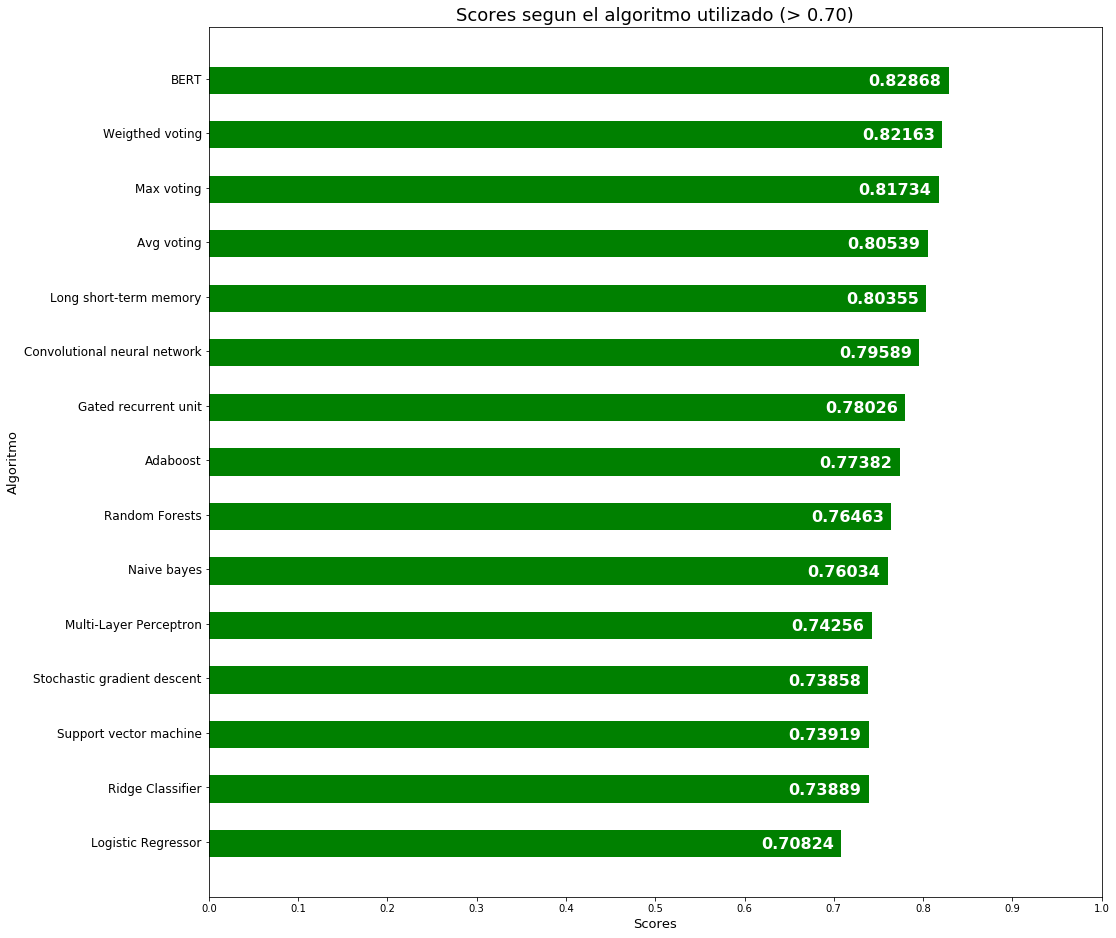 Scores segun el algoritmo utilizado (> 0.70)
BERT 0.82868
Weigthed voting 0.82163
Max voting 0.81734
Avg voting 0.80539
Long short-term memory 0.80355
Convolutional neural network 0.79589
Gated recurrent unit 0.78026
Adaboost 0.77382
Random Forests 0.76463
Naive bayes 0.76034
Multi-Layer Perceptron 0.74256
Stochastic gradient descent 0.73858
Support vector machine 0.73919
Ridge Classifier 0.73889
Logistic Regressor 0.70824
Algoritmo
0.0 0.1 0.2 0.3 0.4 0.5 0.6 0.7 0.8 0.9 1.0
Scores